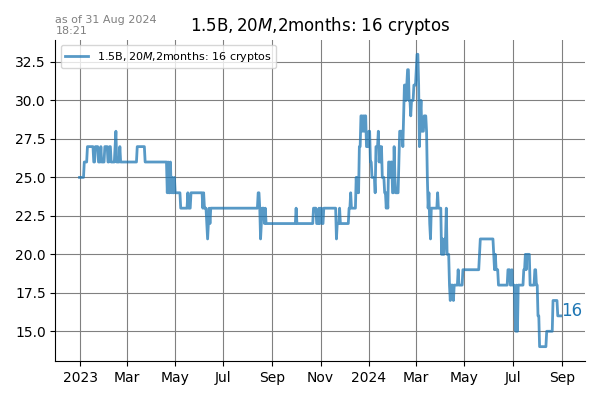 as of 31 Aug 2024
18:21
1.5B, 20M,2months: 16 cryptos
1.5B, 20M,2months: 16 cryptos
32.5
30.0
27.5
25.0
22.5
20.0
17.5
15.0
16
2023 Mar May Jul Sep Nov 2024 Mar May Jul Sep